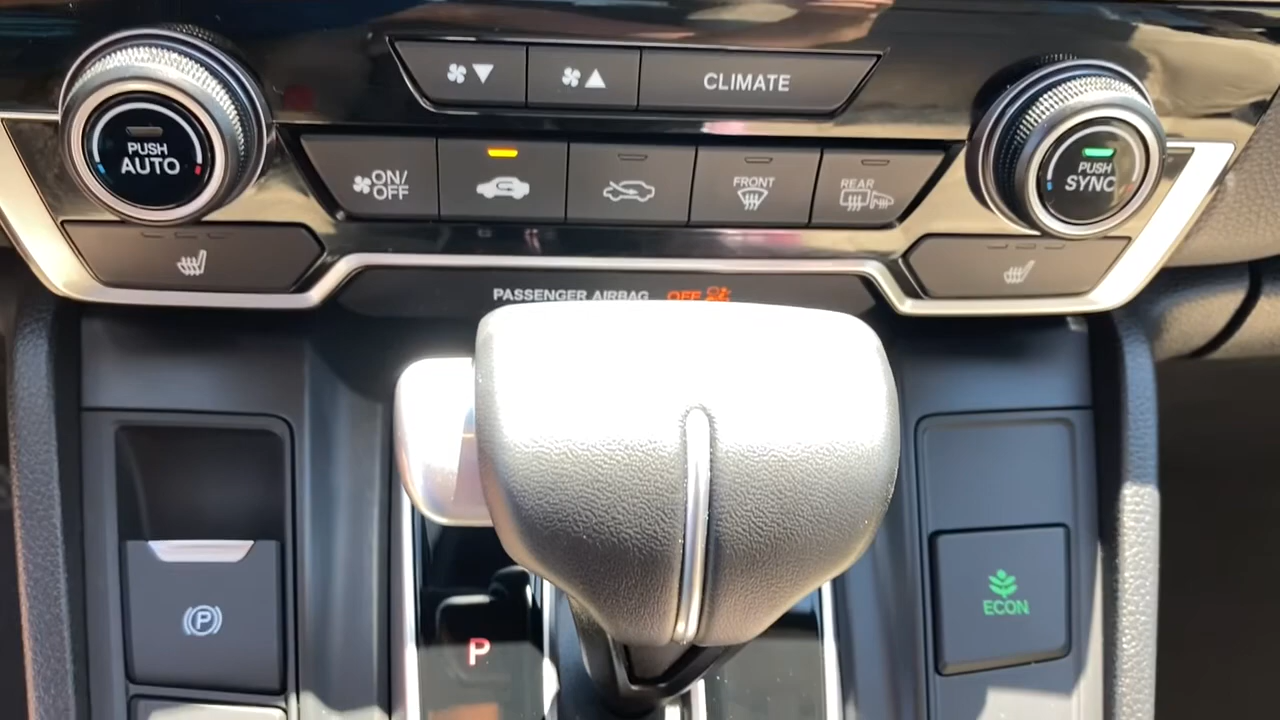 CLIMATE
PUSH
AUTO
ON/
OFF
FRONT
REAR
PUSH
SYNC
PASSENGER AIRBAG OFF
P
P
ECON